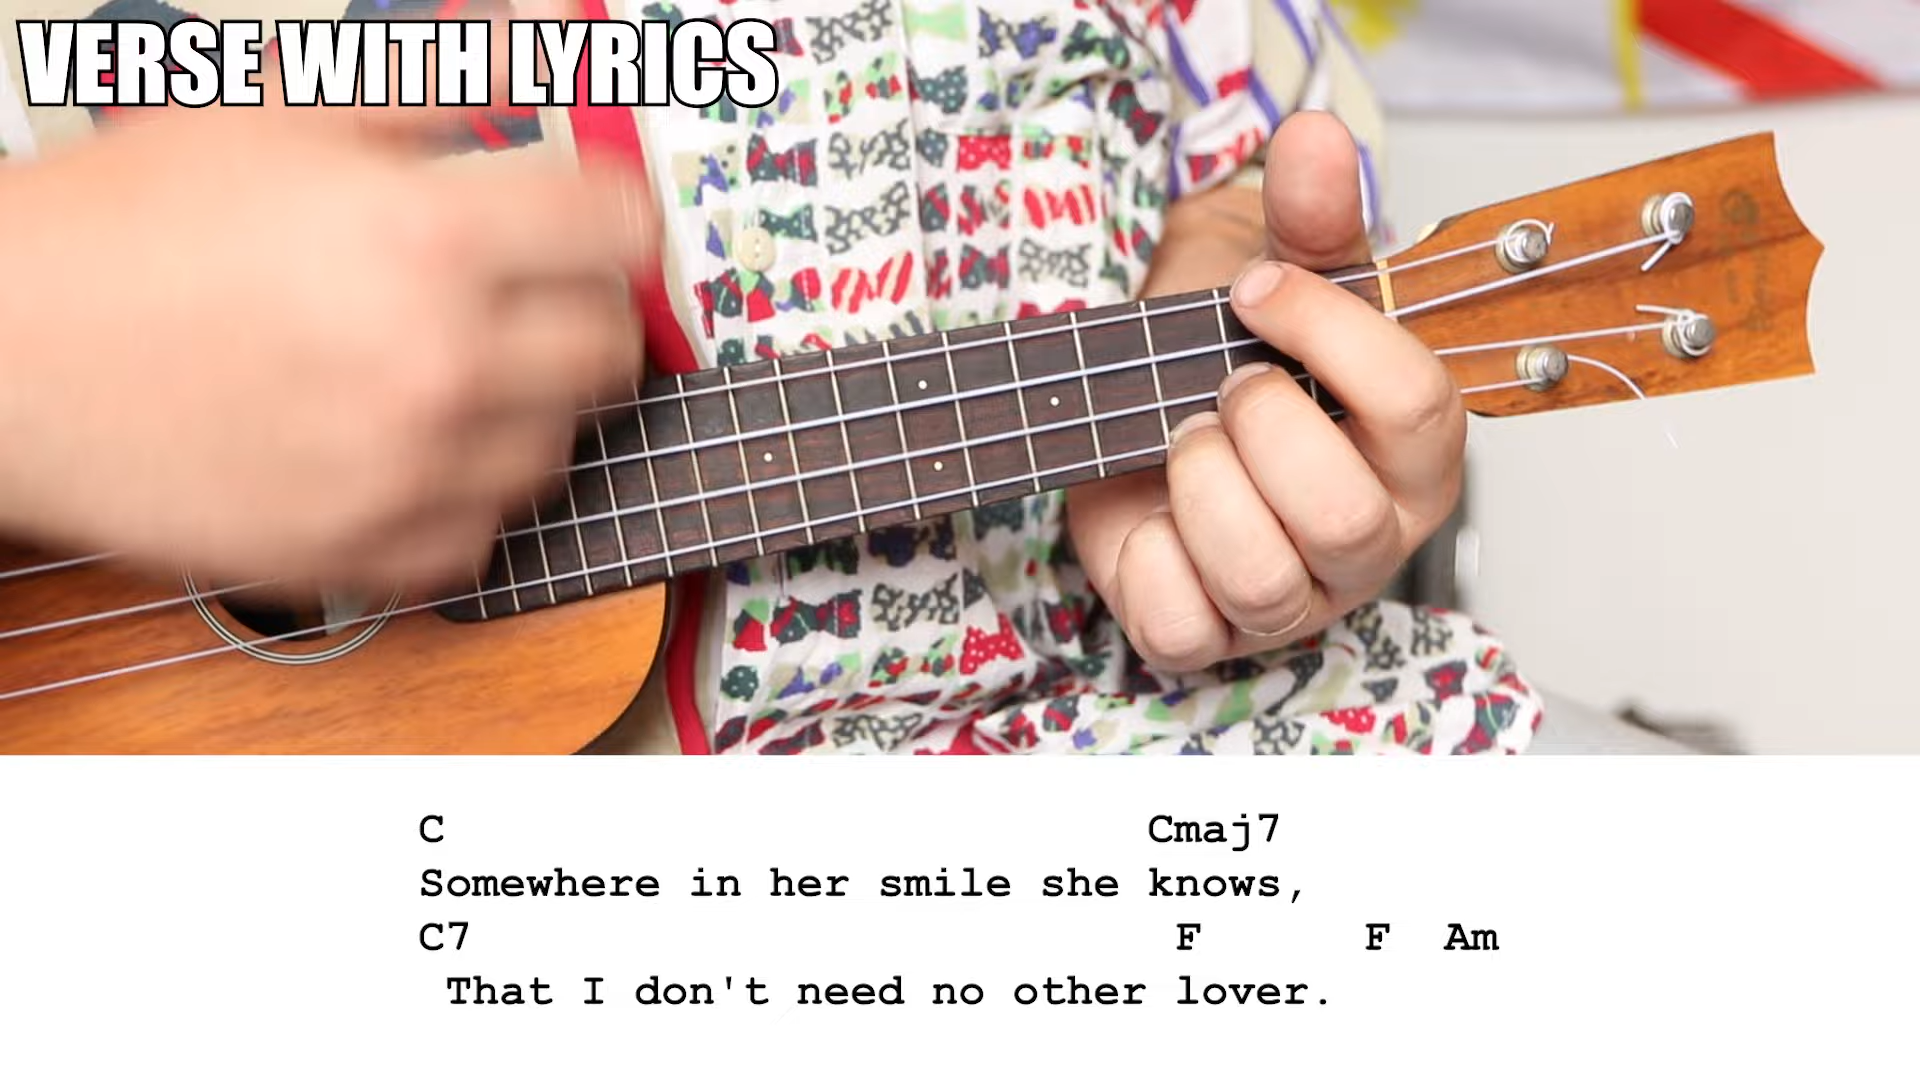 VERSE WITH LYRICS
C Cmaj7
Somewhere in her smile she knows,
C7 F F Am
That I don't need no other lover.